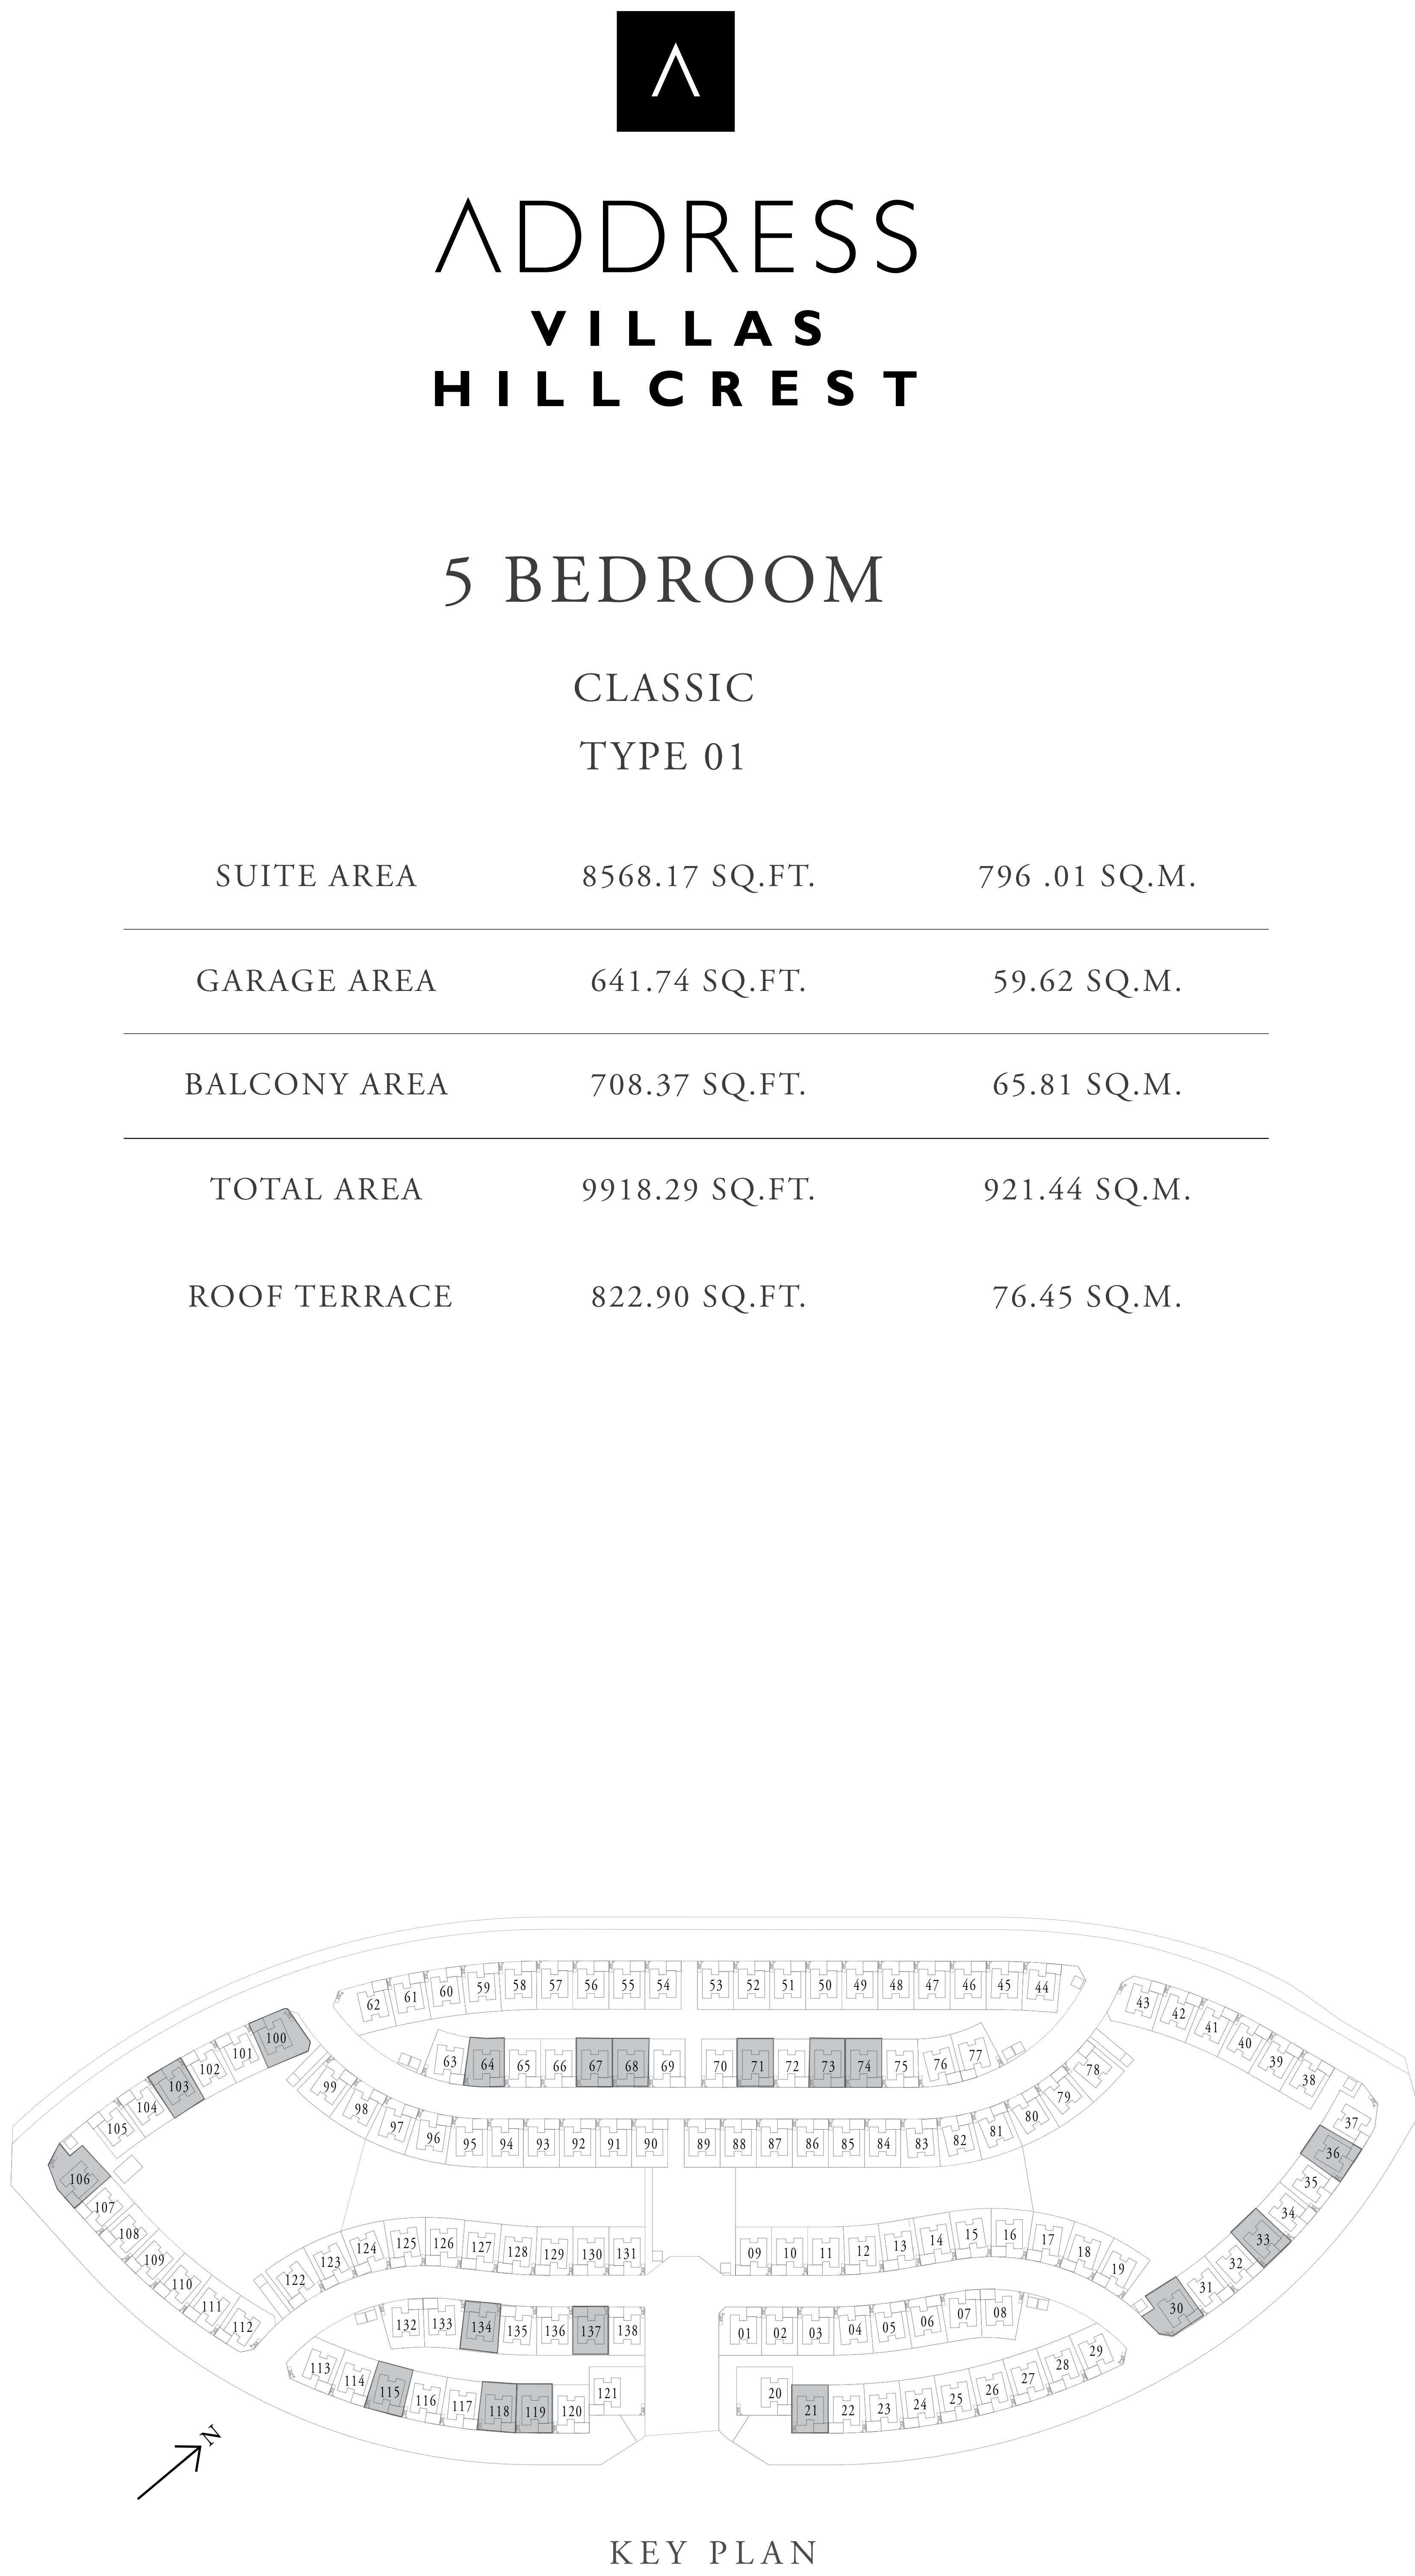 ADDRESS
VILLAS
HILLCREST
5 BEDROOM
CLASSIC
TYPE 01
SUITE AREA 8568.17 SQ.FT. 796 .01 SQ.M.
GARAGE AREA 641.74 SQ.FT. 59.62 SQ.M.
BALCONY AREA 708.37 SQ.FT. 65.81 SQ.M.
TOTAL AREA 9918.29 SQ.FT. 921.44 SQ.M.
ROOF TERRACE 822.90 SQ.FT. 76.45 SQ.M.
62 61 60 59 58 57 56 55 54 53 52 51 50 49 48 47 46 45 44
43 42 41 40 39 38
100 101 102 103 104 105
63 64 65 66 67 68 69 70 71 72 73 74 75 76 77
99 98 97 96 95 94 93 92 91 90 89 88 87 86 85 84 83 82 81 80 79 78
37 36 35 34 33 32 31 30
106 107 108 109 110 111 112
122 123 124 125 126 127 128 129 130 131 09 10 11 12 13 14 15 16 17 18 19
132 133 134 135 136 137 138 01 02 03 04 05 06 07 08
113 114 115 116 117 118 119 120 121 20 21 22 23 24 25 26 27 28 29
N
KEY PLAN